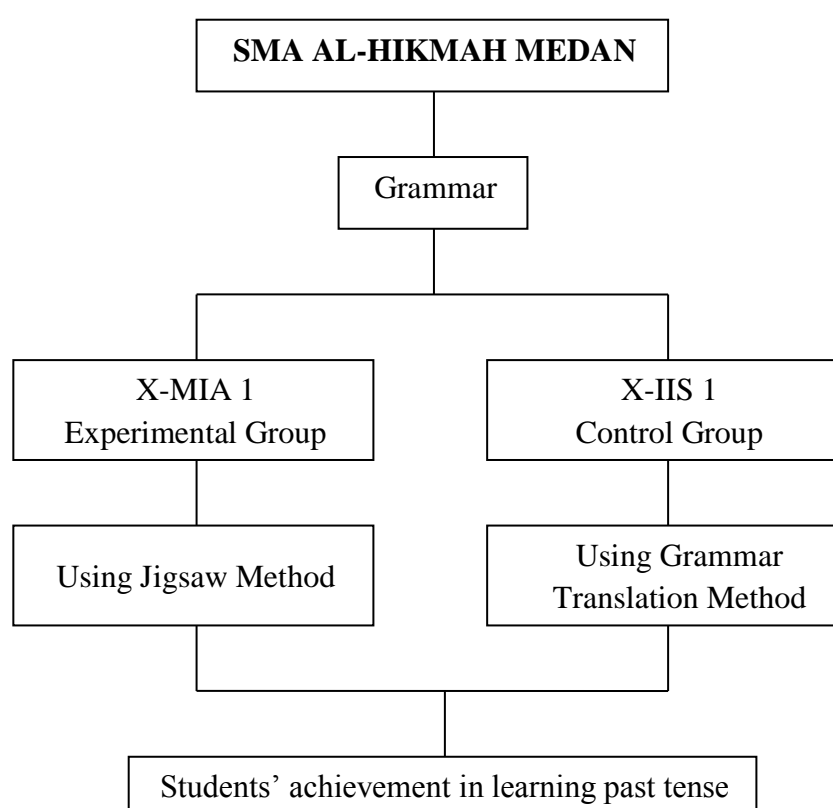 SMA AL-HIKMAH MEDAN
Grammar
X-MIA 1
Experimental Group
X-IIS 1
Control Group
Using Jigsaw Method
Using Grammar
Translation Method
Students’ achievement in learning past tense